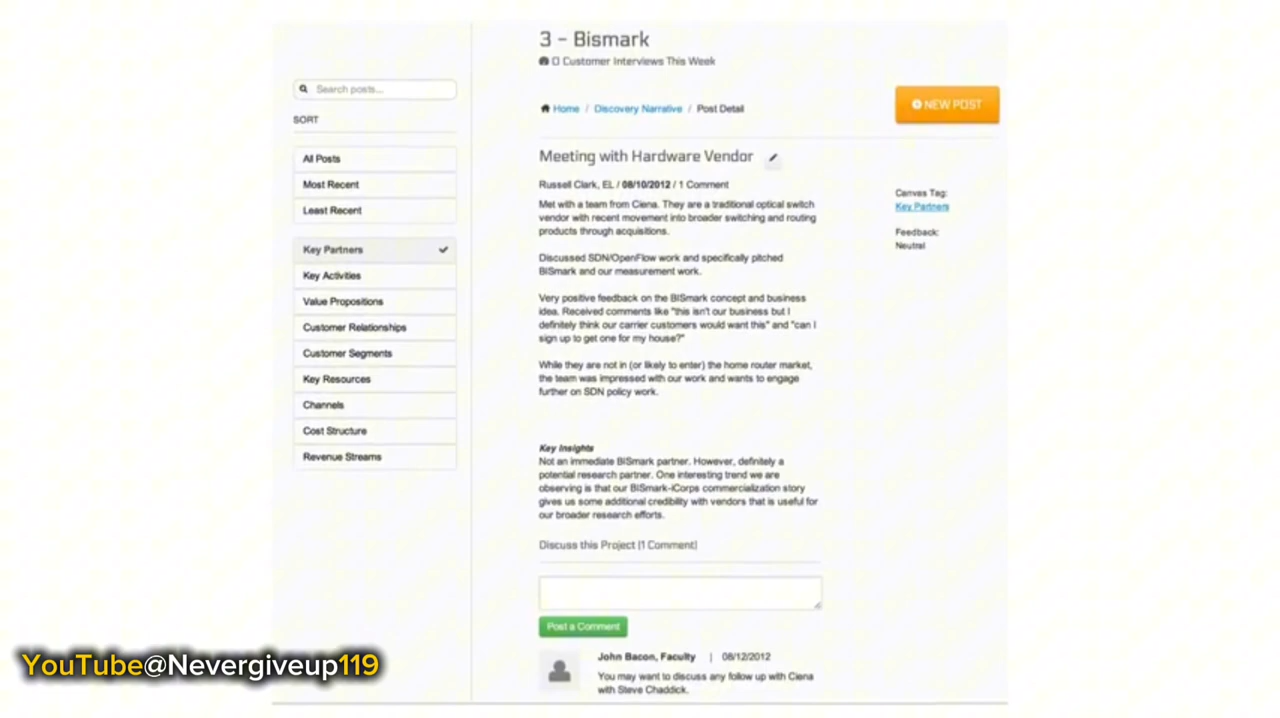 3 - Bismark
0 Customer Interviews This Week
Search posts...
SORT
All Posts
Most Recent
Least Recent
Key Partners
Key Activities
Value Propositions
Customer Relationships
Customer Segments
Key Resources
Channels
Cost Structure
Revenue Streams
Home / Discovery Narrative / Post Detail
NEW POST
Meeting with Hardware Vendor
Russell Clark, EL / 08/10/2012 / 1 Comment
Met with a team from Ciena. They are a traditional optical switch
vendor with recent movement into broader switching and routing
products through acquisitions.
Discussed SDN/OpenFlow work and specifically pitched
BISmark and our measurement work.
Very positive feedback on the BISmark concept and business
idea. Received comments like "this isn't our business but I
definitely think our carrier customers would want this" and "can I
sign up to get one for my house?"
While they are not in (or likely to enter) the home router market,
the team was impressed with our work and wants to engage
further on SDN policy work.
Key Insights
Not an immediate BISmark partner. However, definitely a
potential research partner. One interesting trend we are
observing is that our BISmark-iCorps commercialization story
gives us some additional credibility with vendors that is useful for
our broader research efforts.
Canvas Tag:
Key Partners
Feedback:
Neutral
Discuss this Project (1 Comment)
Post a Comment
John Bacon, Faculty | 08/12/2012
You may want to discuss any follow up with Ciena
with Steve Chaddick.
YouTube@Nevergiveup119